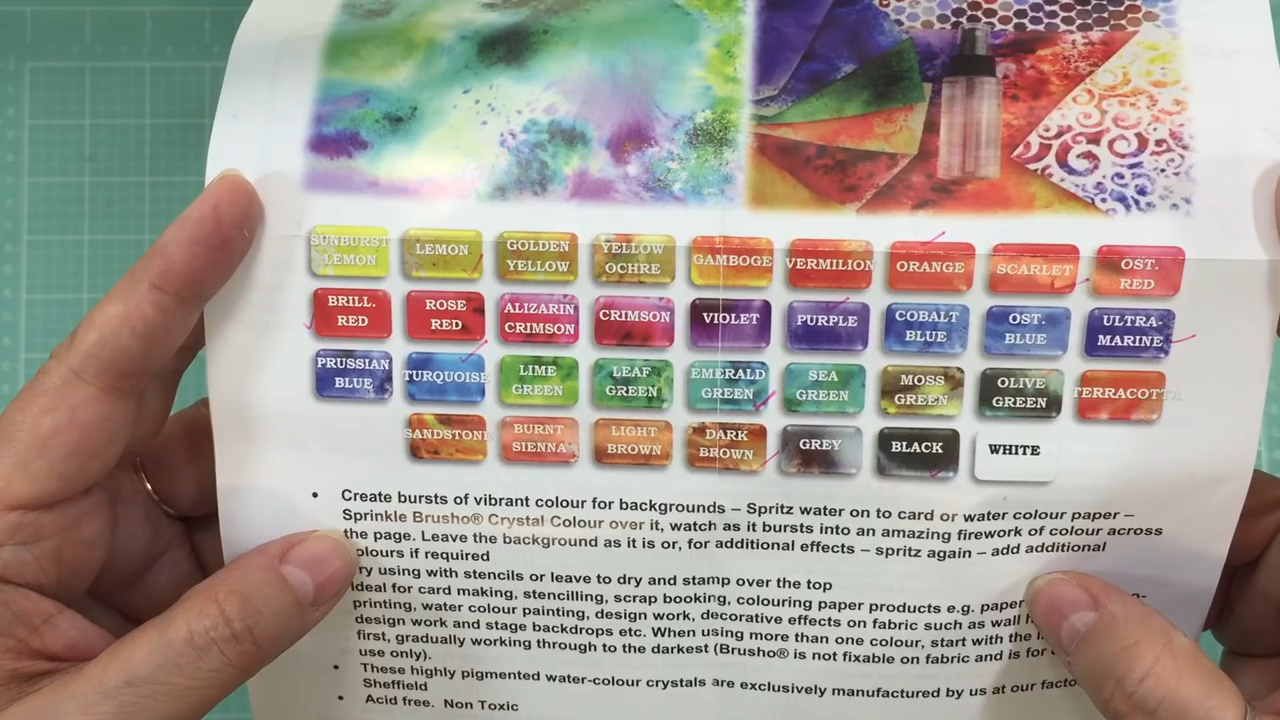 SUNBURST LEMON
LEMON
GOLDEN YELLOW
YELLOW OCHRE
GAMBOGE
VERMILION
ORANGE
SCARLET
OST. RED
BRILL. RED
ROSE RED
ALIZARIN CRIMSON
CRIMSON
VIOLET
PURPLE
COBALT BLUE
OST. BLUE
ULTRA-MARINE
PRUSSIAN BLUE
TURQUOISE
LIME GREEN
LEAF GREEN
EMERALD GREEN
SEA GREEN
MOSS GREEN
OLIVE GREEN
TERRACOTTA
SANDSTONE
BURNT SIENNA
LIGHT BROWN
DARK BROWN
GREY
BLACK
WHITE
• Create bursts of vibrant colour for backgrounds – Spritz water on to card or water colour paper –
Sprinkle Brusho® Crystal Colour over it, watch as it bursts into an amazing firework of colour across
the page. Leave the background as it is or, for additional effects – spritz again – add additional
olours if required
ry using with stencils or leave to dry and stamp over the top
Ideal for card making, stencilling, scrap booking, colouring paper products e.g. paper
printing, water colour painting, design work, decorative effects on fabric such as wall
design work and stage backdrops etc. When using more than one colour, start with the
first, gradually working through to the darkest (Brusho® is not fixable on fabric and is for
use only).
• These highly pigmented water-colour crystals are exclusively manufactured by us at our facto
Sheffield
• Acid free. Non Toxic